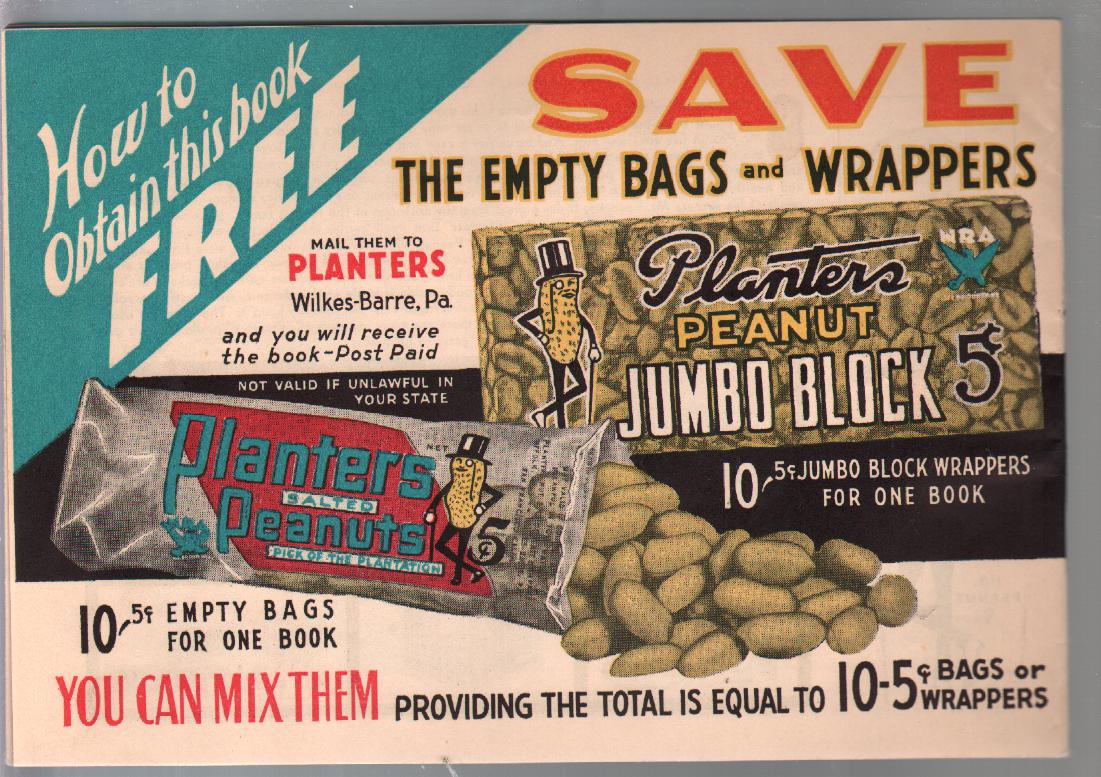 How to
Obtain this book
FREE
SAVE
THE EMPTY BAGS and WRAPPERS
MAIL THEM TO
PLANTERS
Wilkes-Barre, Pa.
and you will receive
the book-Post Paid
NOT VALID IF UNLAWFUL IN
YOUR STATE
NRA
Planters
PEANUT
JUMBO BLOCK 5¢
Planters
SALTED
Peanuts
PICK OF THE PLANTATION
NET
5¢
10-5¢ JUMBO BLOCK WRAPPERS
FOR ONE BOOK
10-5¢ EMPTY BAGS
FOR ONE BOOK
YOU CAN MIX THEM PROVIDING THE TOTAL IS EQUAL TO 10-5¢ BAGS or
WRAPPERS